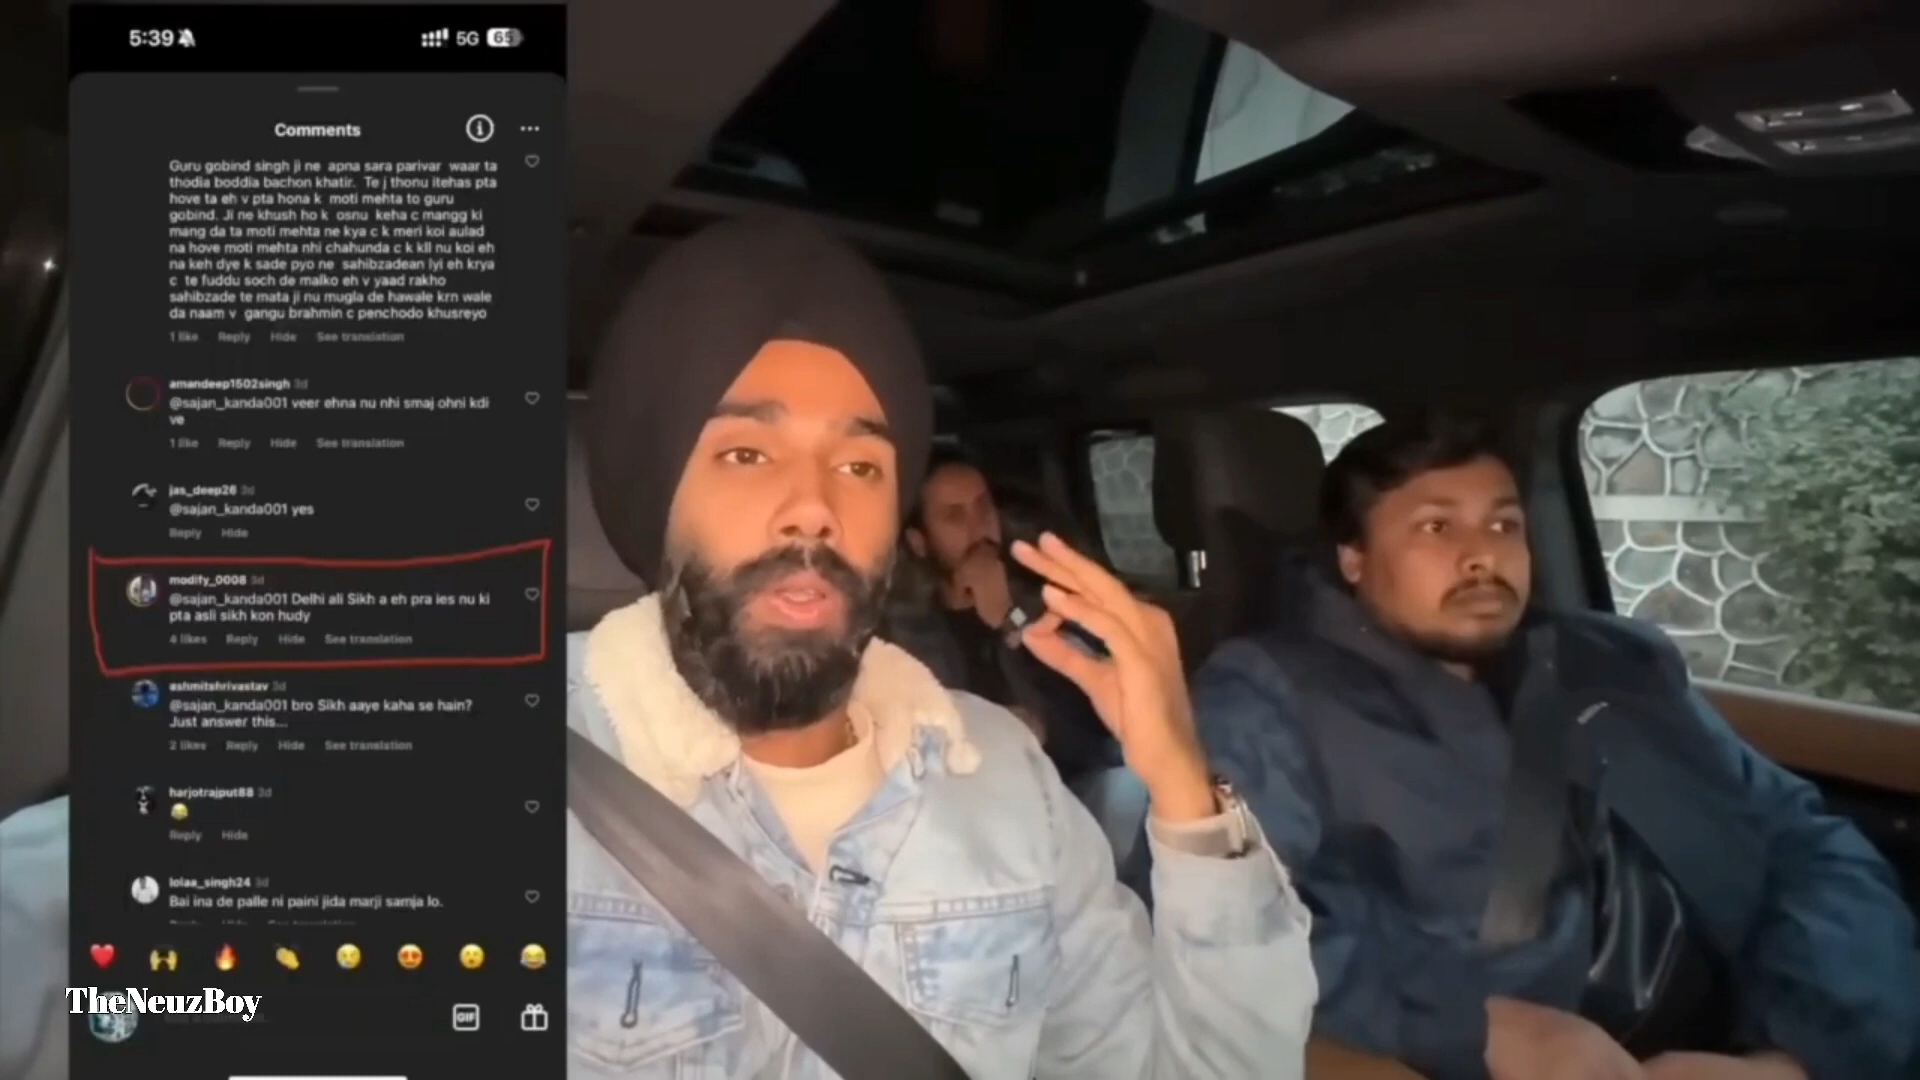 5:39
5G
65
Comments
Guru gobind singh ji ne apna sara parivar waar ta
thodia boddia bachon khatir. Te j thonu itehas pta
hove ta eh v pta hona k moti mehta to guru
gobind. Ji ne khush ho k osnu keha c mangg ki
mang da ta moti mehta ne kya c k meri koi aulad
na hove moti mehta nhi chahunda c k kll nu koi eh
na keh dye k sade pyo ne sahibzadean lyi eh krya
c te fuddu soch de malko eh v yaad rakho
sahibzade te mata ji nu mugla de hawale krn wale
da naam v gangu brahmin c penchodo khusreyo
1 like Reply Hide See translation
amandeep1502singh 3d
@sajan_kanda001 veer ehna nu nhi smaj ohni kdi
ve
1 like Reply Hide See translation
jas_deep26 3d
@sajan_kanda001 yes
Reply Hide
modify_0008 3d
@sajan_kanda001 Delhi ali Sikh a eh pra ies nu ki
pta asli sikh kon hudy
4 likes Reply Hide See translation
ashmitshrivastav 3d
@sajan_kanda001 bro Sikh aaye kaha se hain?
Just answer this...
2 likes Reply Hide See translation
harjotrajput88 3d
Reply Hide
lolaa_singh24 3d
Bai ina de palle ni paini jida marji samja lo.
TheNeuzBoy
GIF